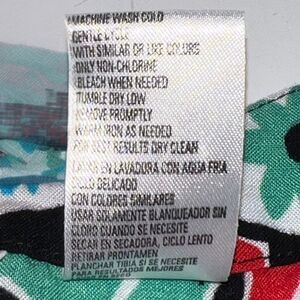 MACHINE WASH COLD
GENTLE CYCLE
WITH SIMILAR OR LIKE COLORS
ONLY NON-CHLORINE
BLEACH WHEN NEEDED
TUMBLE DRY LOW
REMOVE PROMPTLY
WARM IRON AS NEEDED
FOR BEST RESULTS DRY CLEAN
LAVAR EN LAVADORA CON AGUA FRIA
CICLO DELICADO
CON COLORES SIMILARES
USAR SOLAMENTE BLANQUEADOR SIN
CLORO CUANDO SE NECESITE
SECAR EN SECADORA, CICLO LENTO
RETIRAR PRONTAMEN
PLANCHAR TIBIA SI SE NECESITE
PARA RESULTADOS MEJORES